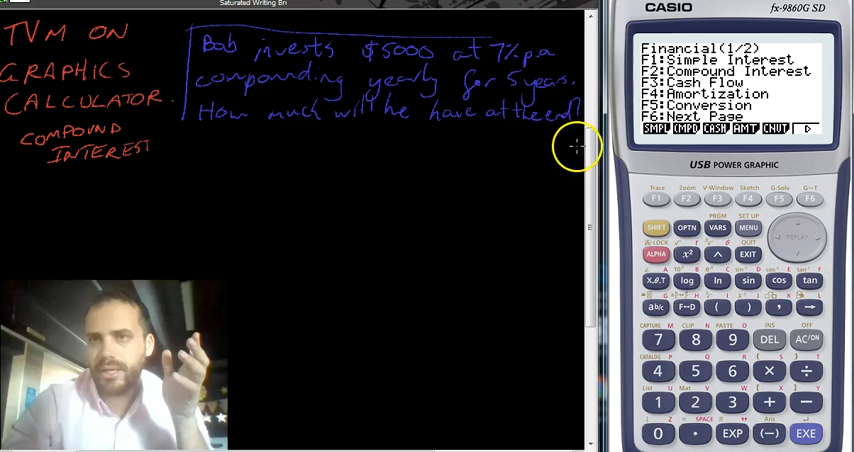 Saturated Writing Bri
TVM ON
GRAPHICS
CALCULATOR.
COMPOUND
INTEREST
Bob invests $5000 at 7% p.a
compounding yearly for 5 years.
How much will he have at the end?
CASIO
fx-9860G SD
Financial(1/2)
F1:Simple Interest
F2:Compound Interest
F3:Cash Flow
F4:Amortization
F5:Conversion
F6:Next Page
SMPL CMPD CASH AMT CNVT
USB POWER GRAPHIC
Trace Zoom V-Window Sketch G-Solv G↔T
F1 F2 F3 F4 F5 F6
PRGM SET UP
SHIFT OPTN VARS MENU
REPLAY
A-LOCK QUIT
ALPHA x² ^ EXIT
X,θ,T log ln sin cos tan
a b/c F↔D ( ) , →
CAPTURE CLIP PASTE INS OFF
7 8 9 DEL AC/ON
CATALOG
4 5 6 × ÷
List Mat
1 2 3 + −
SPACE Ans
0 . EXP (−) EXE